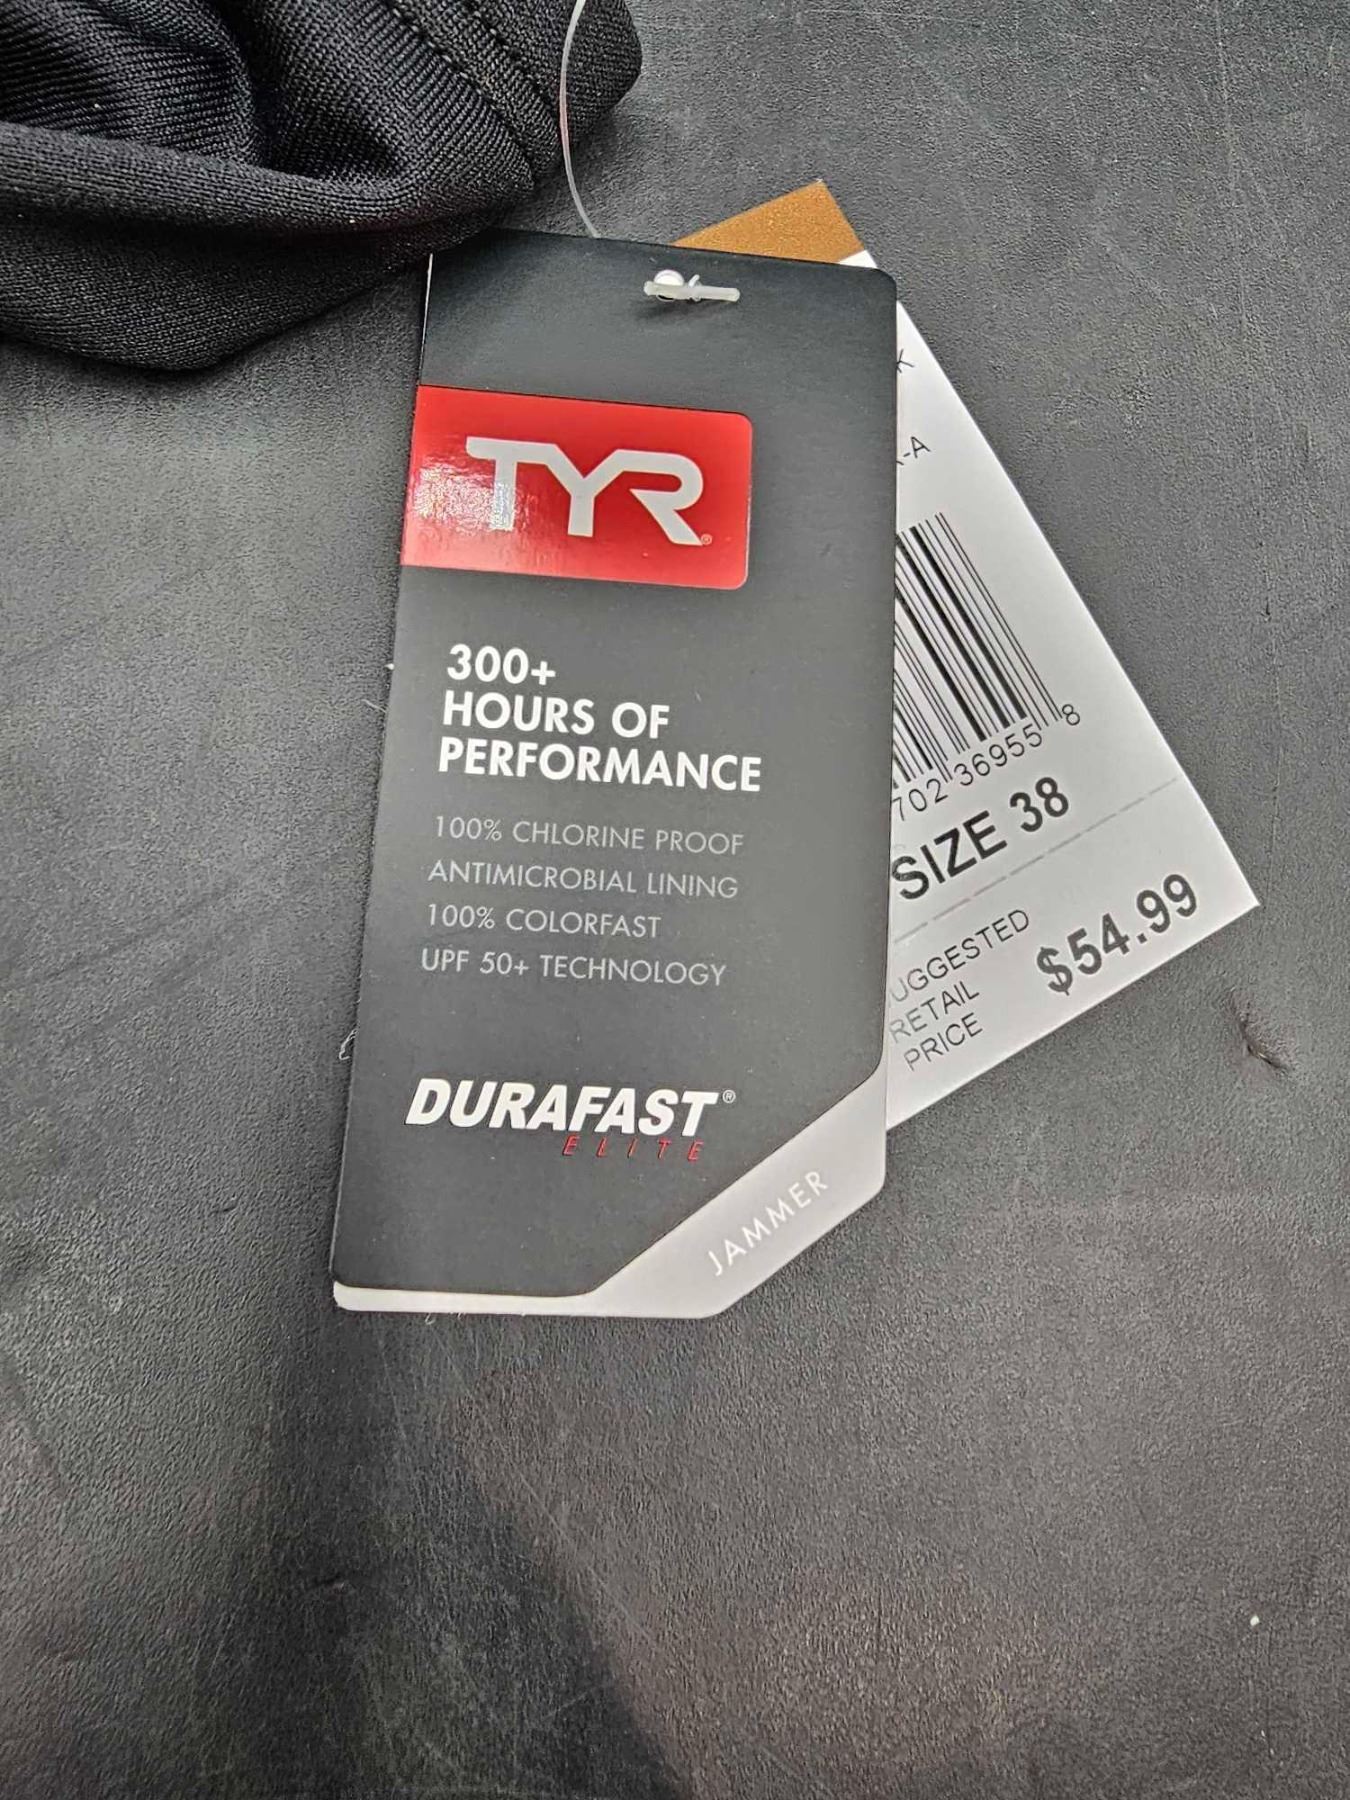 TYR®
300+
HOURS OF
PERFORMANCE
100% CHLORINE PROOF
ANTIMICROBIAL LINING
100% COLORFAST
UPF 50+ TECHNOLOGY
DURAFAST®
ELITE
JAMMER
K
-A
702 36955 8
SIZE 38
UGGESTED
RETAIL
PRICE
$54.99